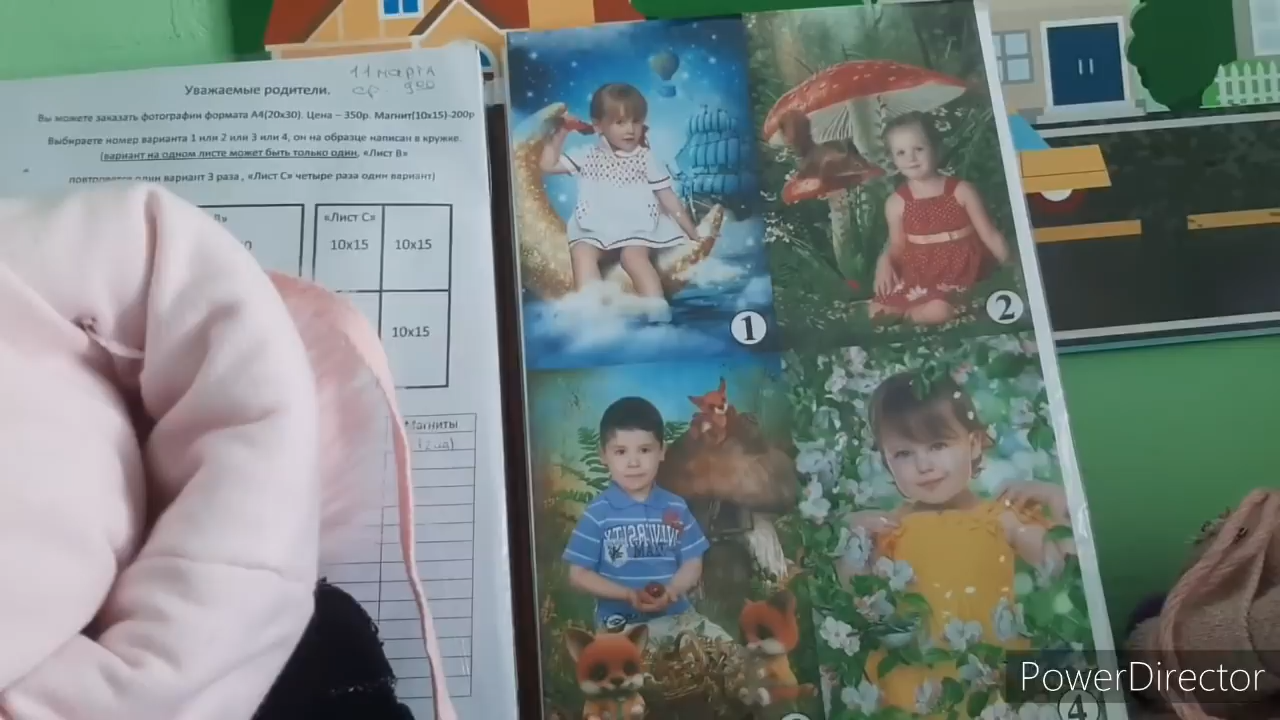 11 марта
ср. 9 00
Уважаемые родители.
Вы можете заказать фотографии формата А4(20х30). Цена – 350р. Магнит(10х15)-200р
Выбираете номер варианта 1 или 2 или 3 или 4, он на образце написан в кружке.
(вариант на одном листе может быть только один, «Лист В»
повторяется один вариант 3 раза , «Лист С» четыре раза один вариант)
«Лист С»
10х15 10х15
10х15
Магниты
1
2
4
PowerDirector